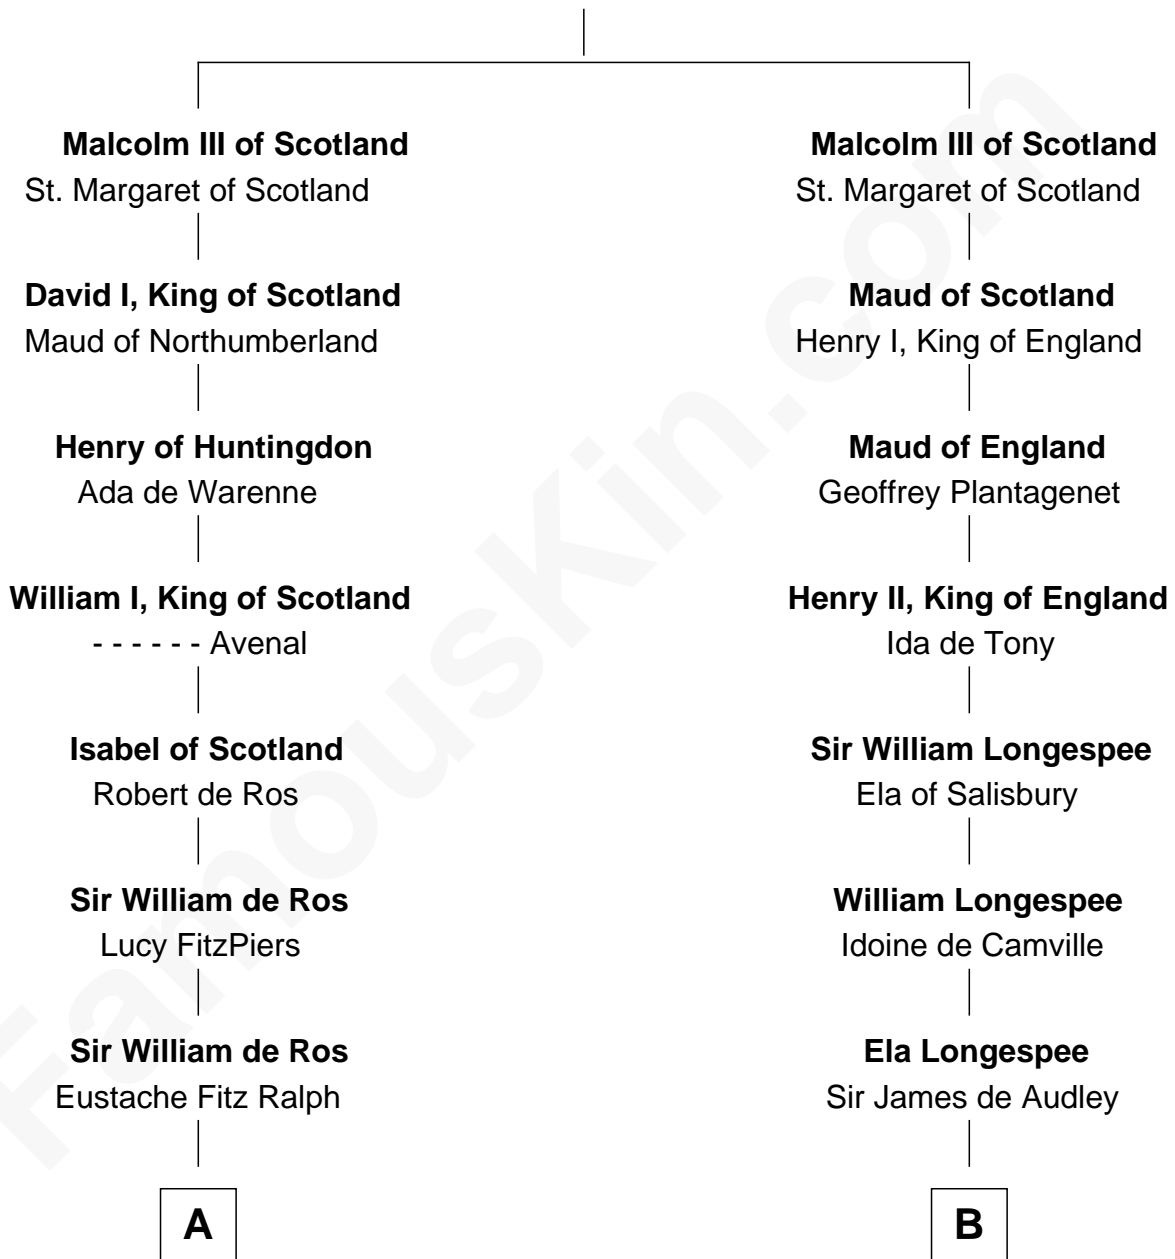 Malcolm III of Scotland
St. Margaret of Scotland
David I, King of Scotland
Maud of Northumberland
Henry of Huntingdon
Ada de Warenne
William I, King of Scotland
- - - - - - Avenal
Isabel of Scotland
Robert de Ros
Sir William de Ros
Lucy FitzPiers
Sir William de Ros
Eustache Fitz Ralph
A
Malcolm III of Scotland
St. Margaret of Scotland
Maud of Scotland
Henry I, King of England
Maud of England
Geoffrey Plantagenet
Henry II, King of England
Ida de Tony
Sir William Longespee
Ela of Salisbury
William Longespee
Idoine de Camville
Ela Longespee
Sir James de Audley
B
FamousKin.com